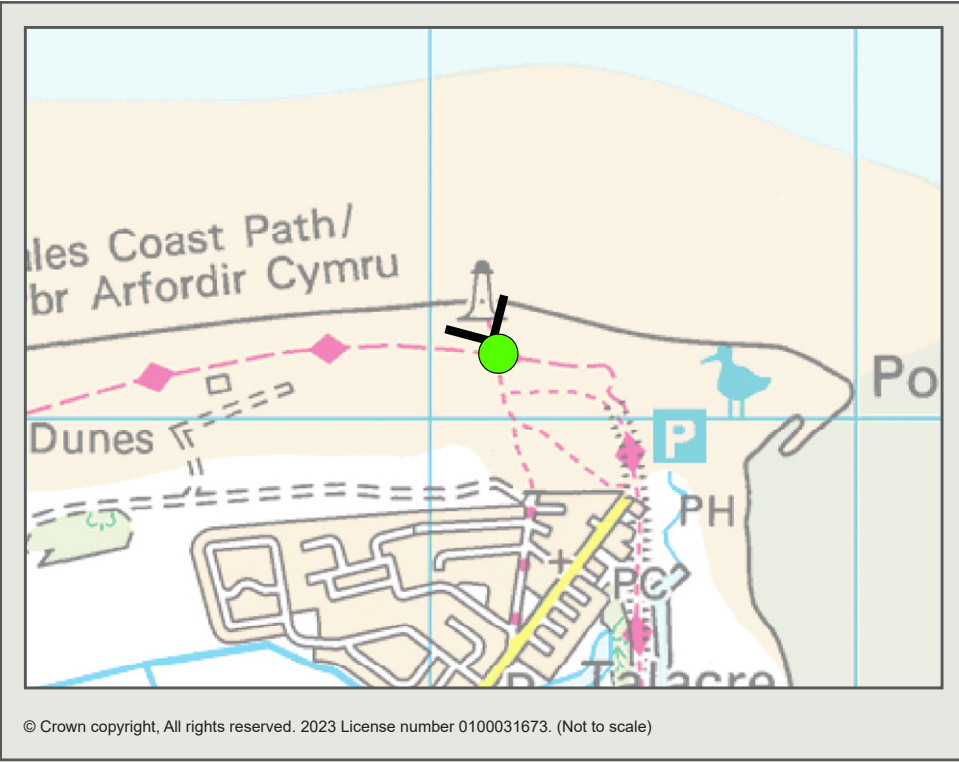 les Coast Path/
br Arfordir Cymru
Po
Dunes
P
PH
PC
Talacre
© Crown copyright, All rights reserved. 2023 License number 0100031673. (Not to scale)